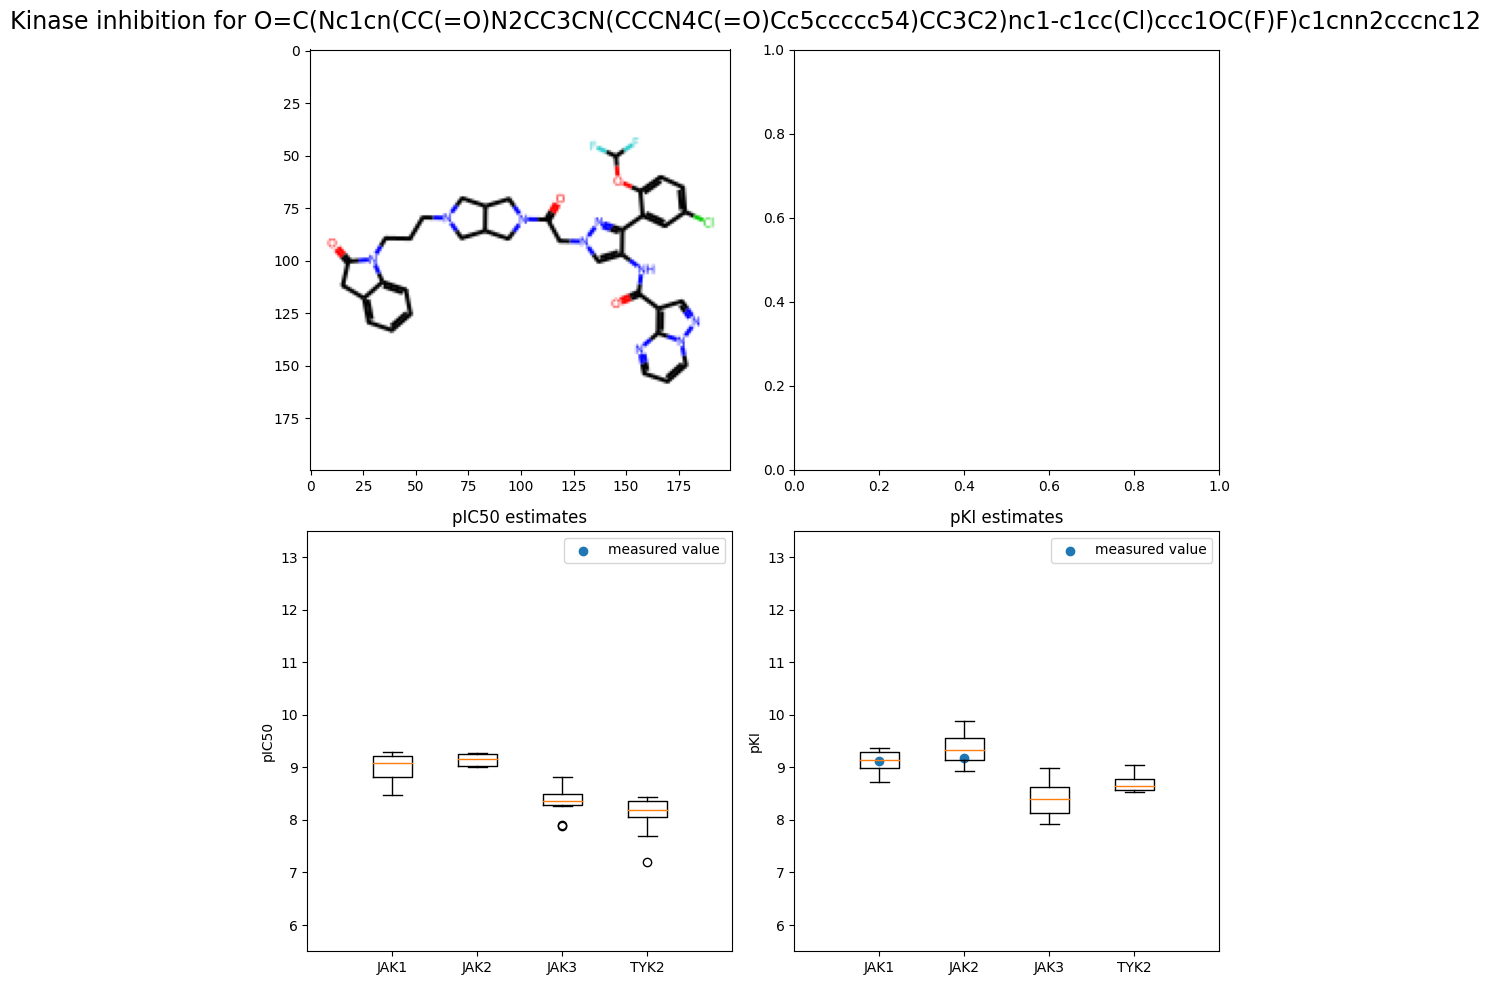 Kinase inhibition for O=C(Nc1cn(CC(=O)N2CC3CN(CCCN4C(=O)Cc5ccccc54)CC3C2)nc1-c1cc(Cl)ccc1OC(F)F)c1cnn2cccnc12
0
25
50
75
100
125
150
175
0 25 50 75 100 125 150 175
F F
O
Cl
O
N
N
N
N
NH
O
N
O
N
N
N
1.0
0.8
0.6
0.4
0.2
0.0
0.0 0.2 0.4 0.6 0.8 1.0
pIC50 estimates
measured value
pIC50
13
12
11
10
9
8
7
6
JAK1 JAK2 JAK3 TYK2
pKI estimates
measured value
pKI
13
12
11
10
9
8
7
6
JAK1 JAK2 JAK3 TYK2